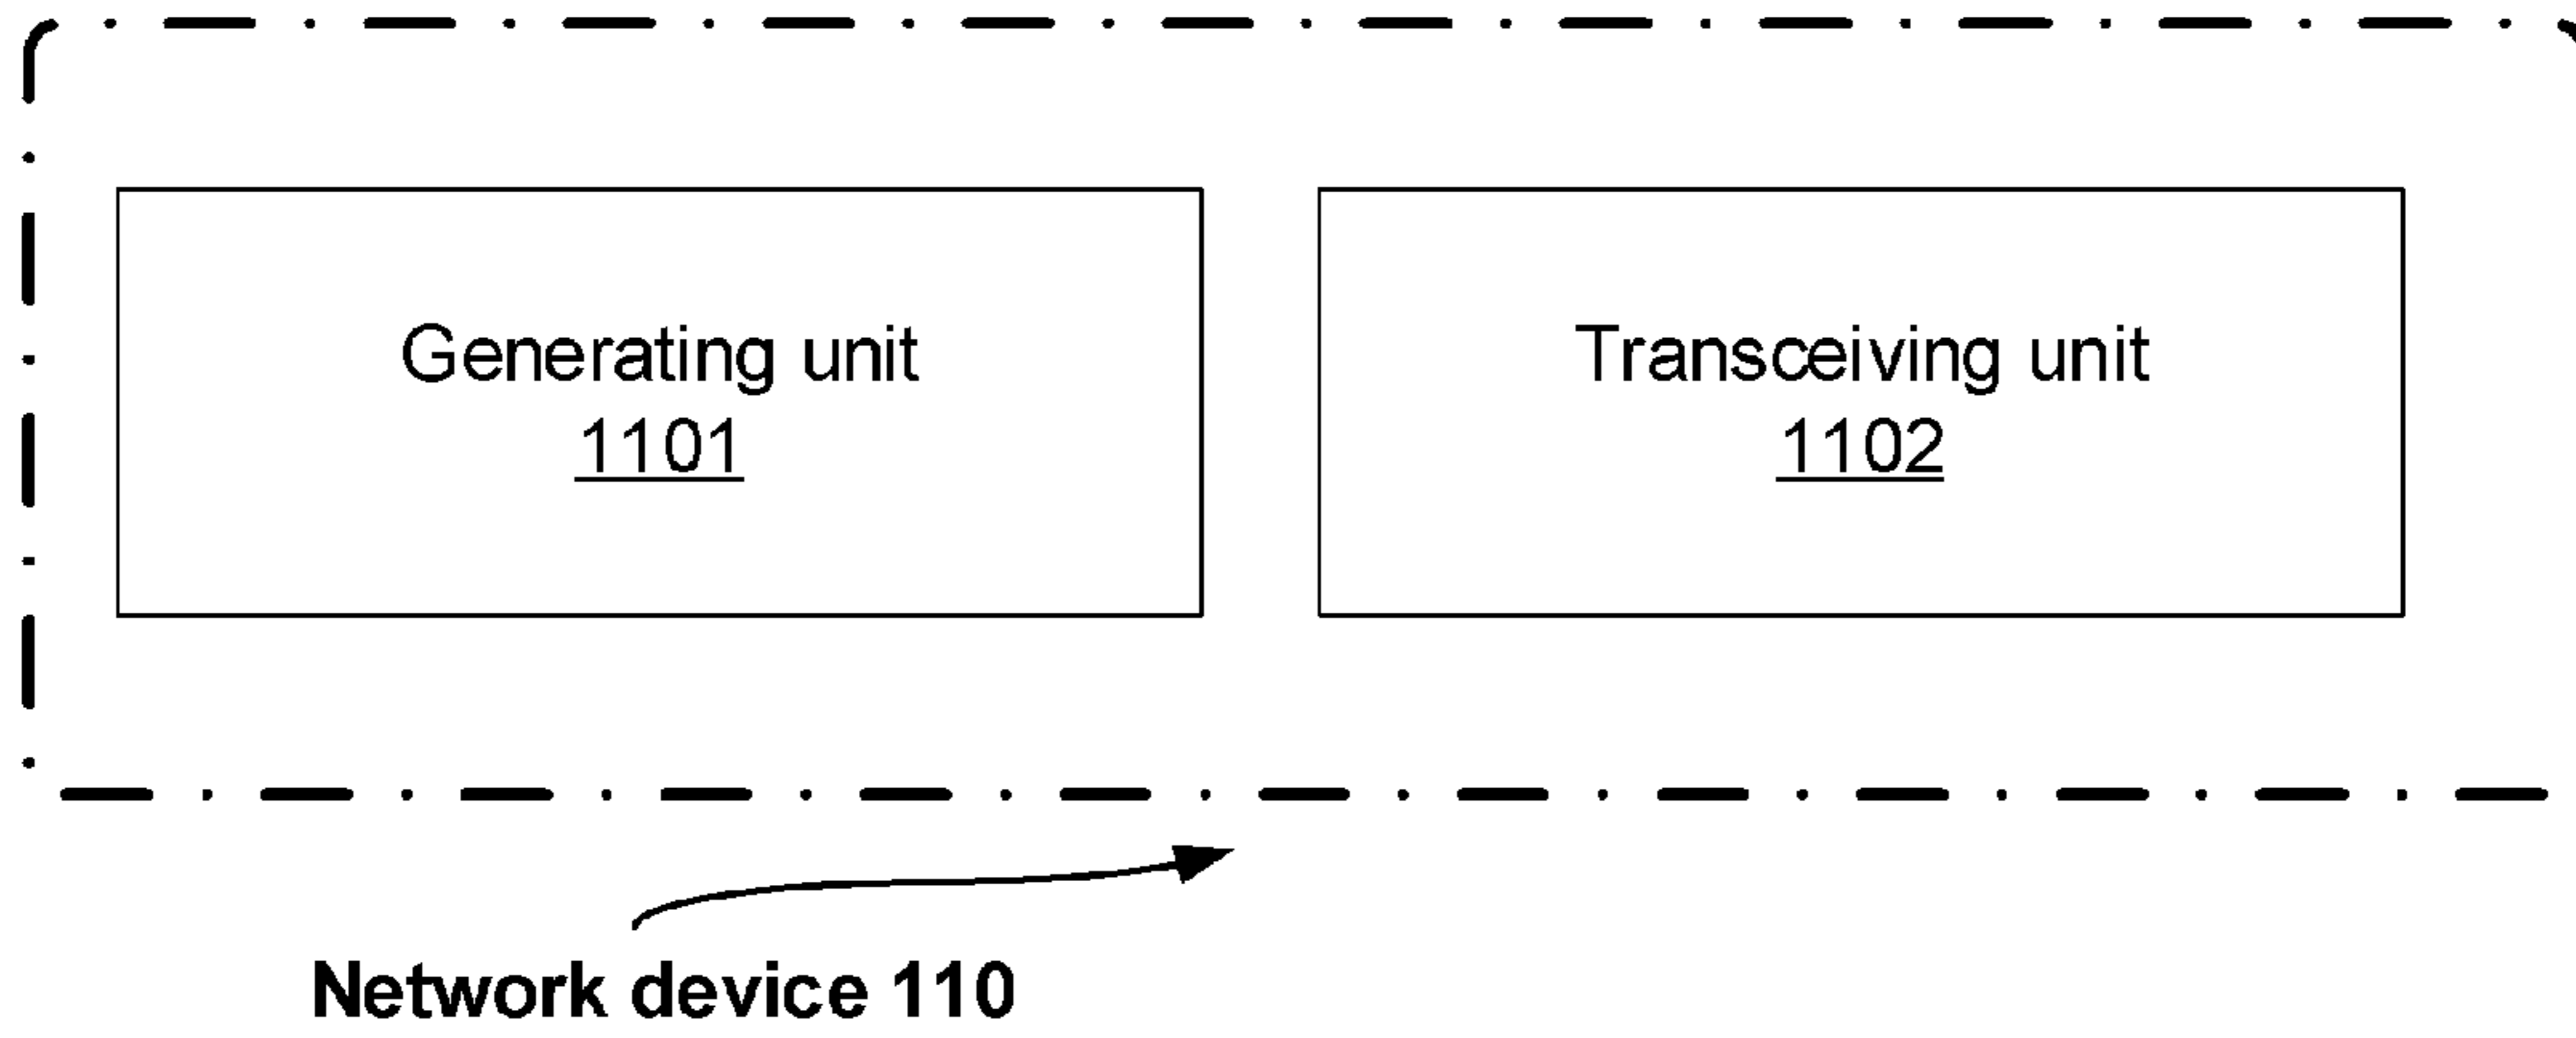 Generating unit
1101
Transceiving unit
1102
Network device 110